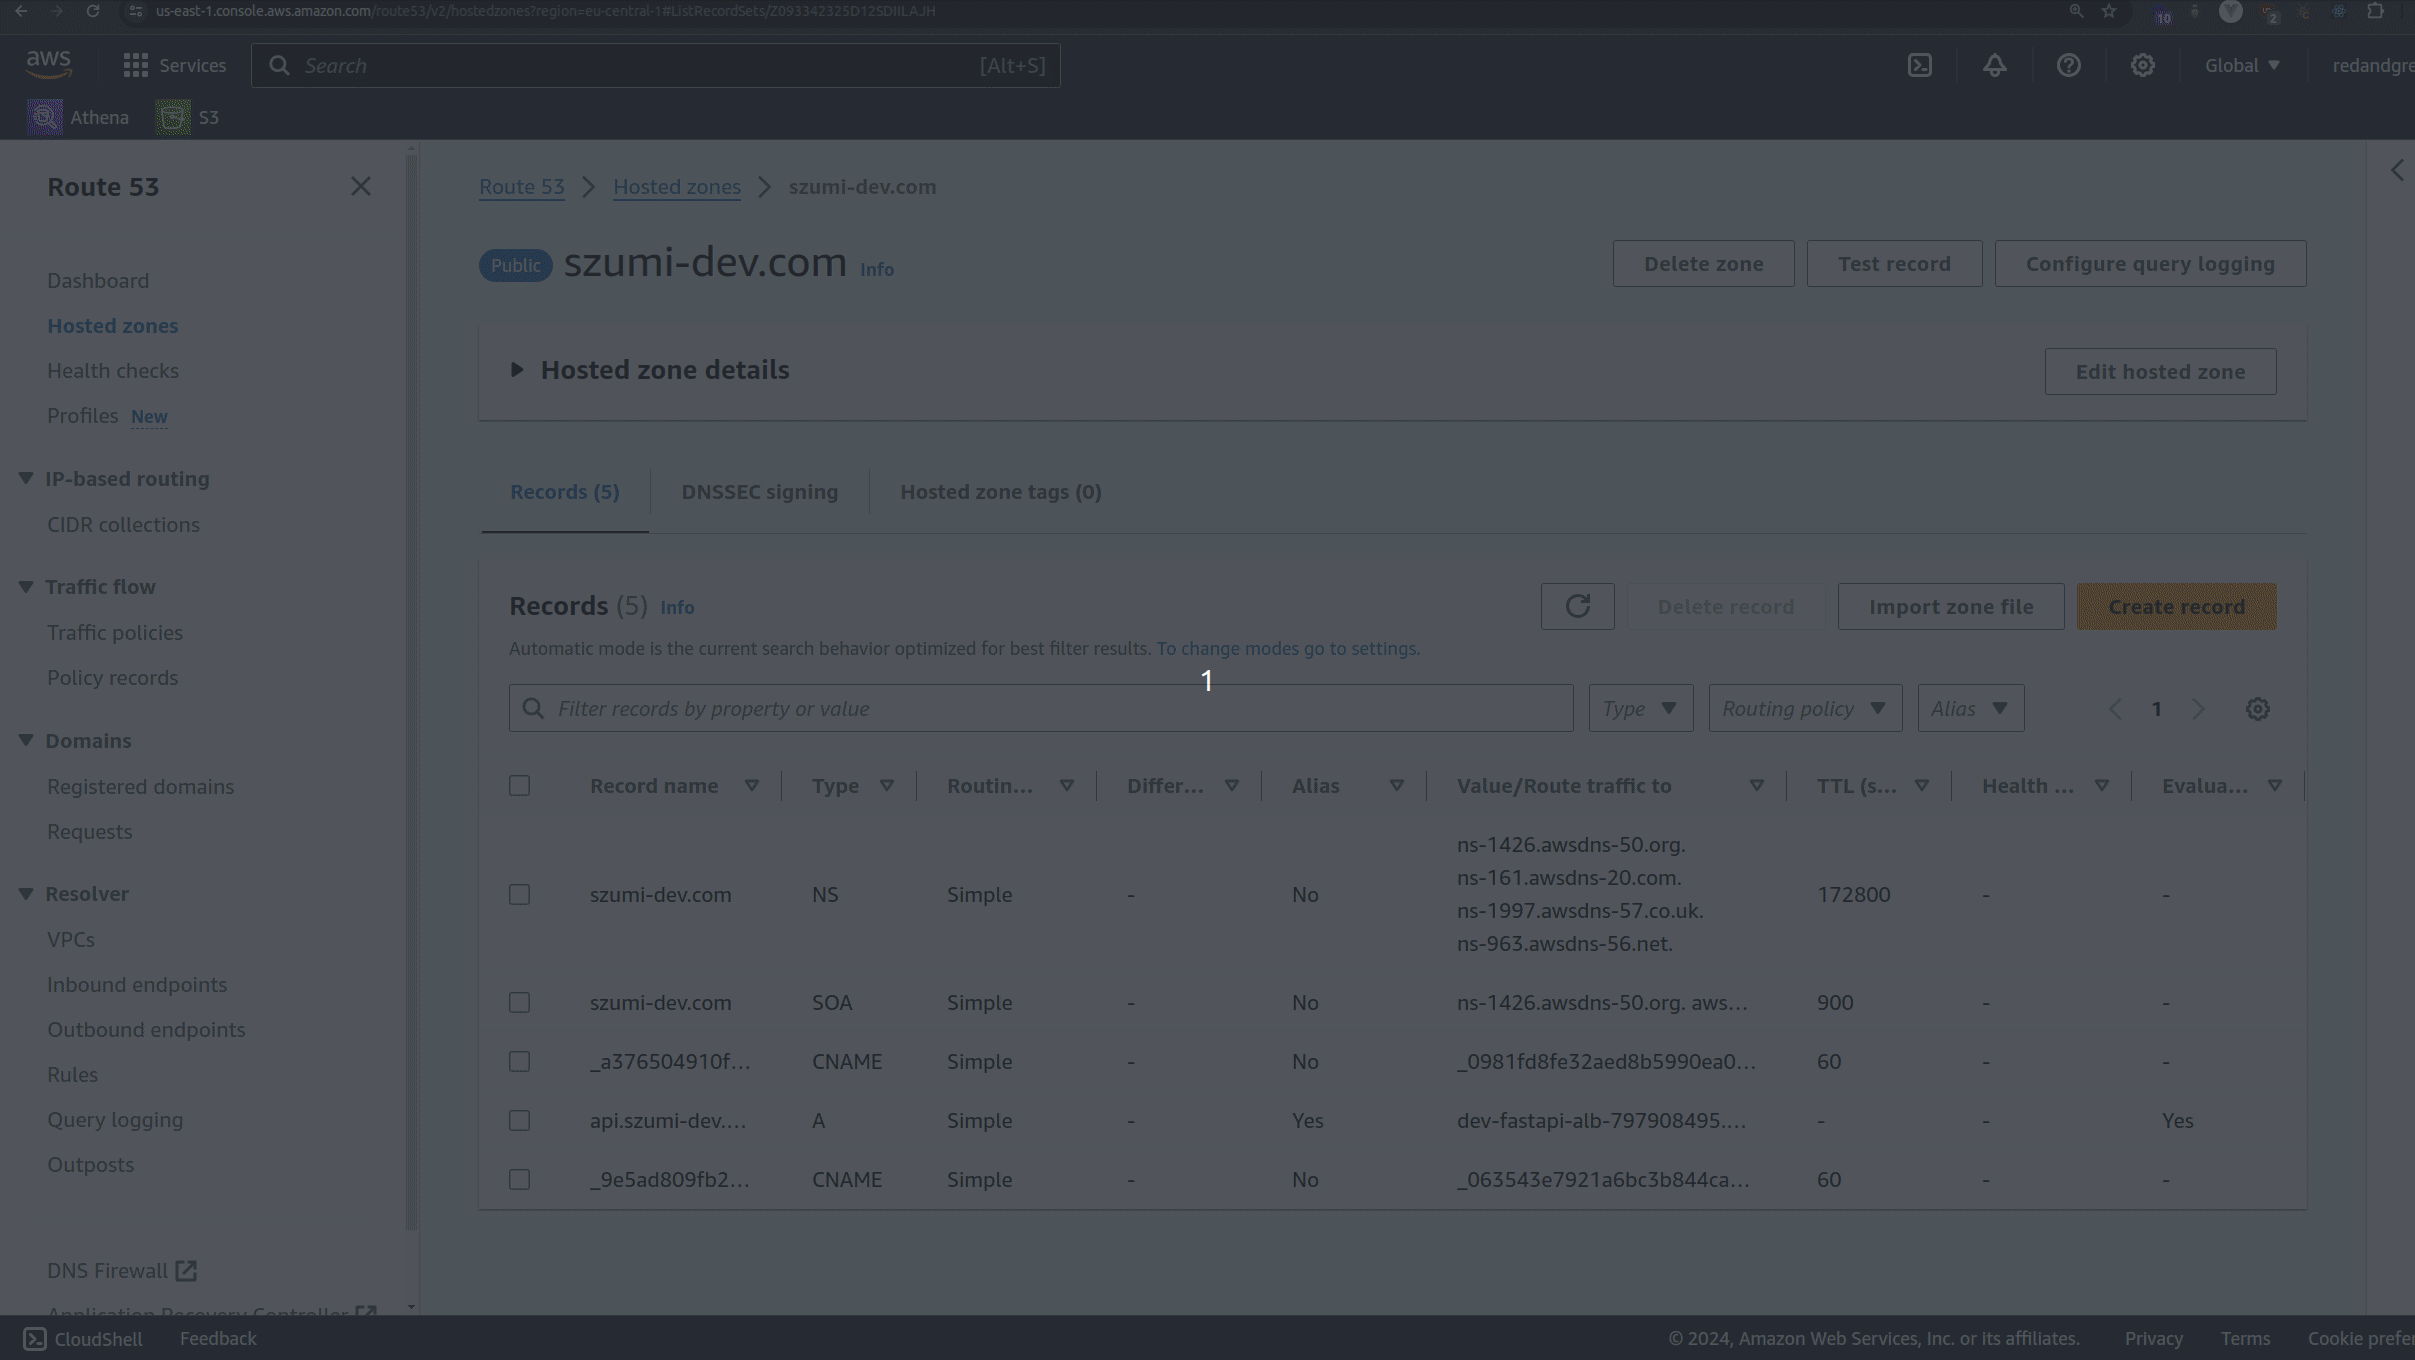 us-east-1.console.aws.amazon.com/route53/v2/hostedzones?region=eu-central-1#ListRecordSets/Z093342325D12SDIILAJH
10
2
aws
Services
Search
[Alt+S]
Global
redandgre
Athena
S3
Route 53
Dashboard
Hosted zones
Health checks
Profiles New
IP-based routing
CIDR collections
Traffic flow
Traffic policies
Policy records
Domains
Registered domains
Requests
Resolver
VPCs
Inbound endpoints
Outbound endpoints
Rules
Query logging
Outposts
DNS Firewall
Application Recovery Controller
Route 53 > Hosted zones > szumi-dev.com
Public szumi-dev.com Info
Delete zone
Test record
Configure query logging
Hosted zone details
Edit hosted zone
Records (5)
DNSSEC signing
Hosted zone tags (0)
Records (5) Info
Delete record
Import zone file
Create record
Automatic mode is the current search behavior optimized for best filter results. To change modes go to settings.
1
Filter records by property or value
Type
Routing policy
Alias
1
Record name Type Routin... Differ... Alias Value/Route traffic to TTL (s... Health ... Evalua...
ns-1426.awsdns-50.org.
ns-161.awsdns-20.com.
szumi-dev.com NS Simple - No 172800 - -
ns-1997.awsdns-57.co.uk.
ns-963.awsdns-56.net.
szumi-dev.com SOA Simple - No ns-1426.awsdns-50.org. aws... 900 - -
_a376504910f... CNAME Simple - No _0981fd8fe32aed8b5990ea0... 60 - -
api.szumi-dev.... A Simple - Yes dev-fastapi-alb-797908495.... - - Yes
_9e5ad809fb2... CNAME Simple - No _063543e7921a6bc3b844ca... 60 - -
CloudShell
Feedback
© 2024, Amazon Web Services, Inc. or its affiliates.
Privacy
Terms
Cookie prefer